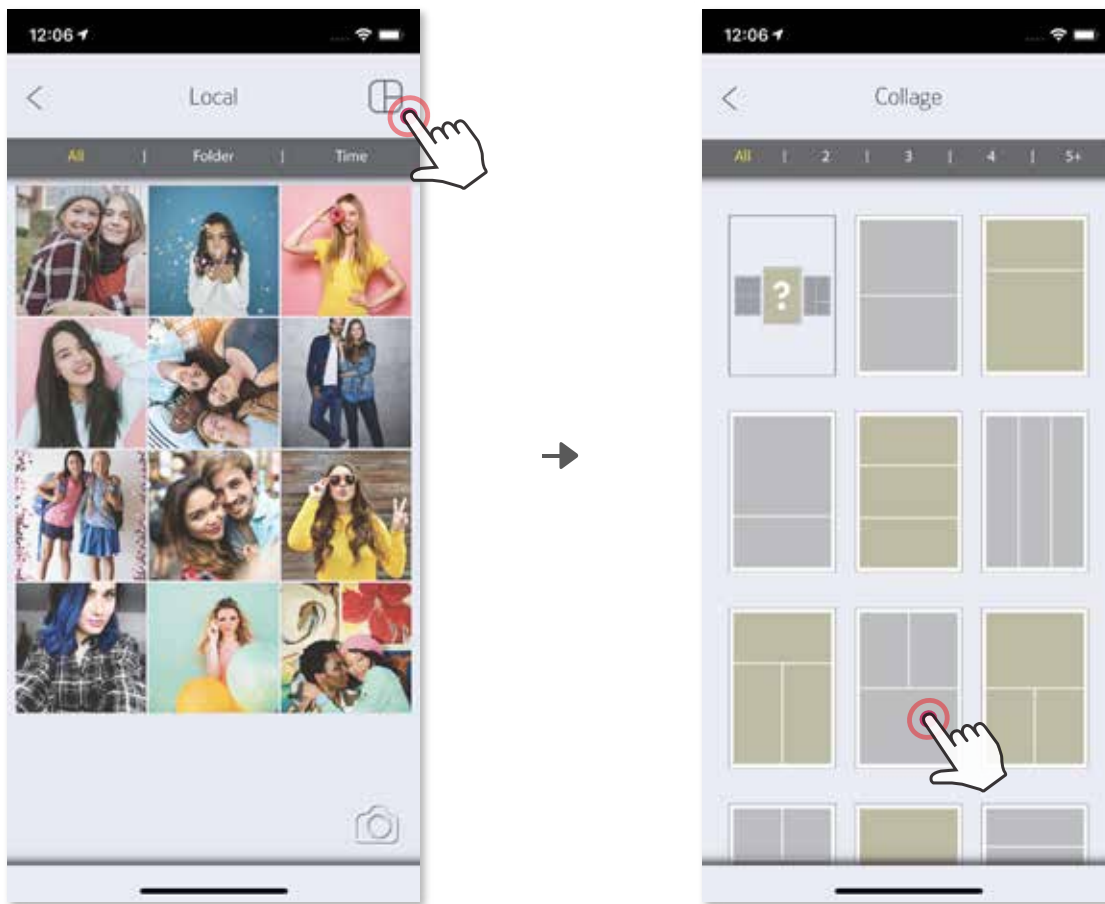 12:06
Local
All | Folder | Time
12:06
Collage
All | 2 | 3 | 4 | 5+
?